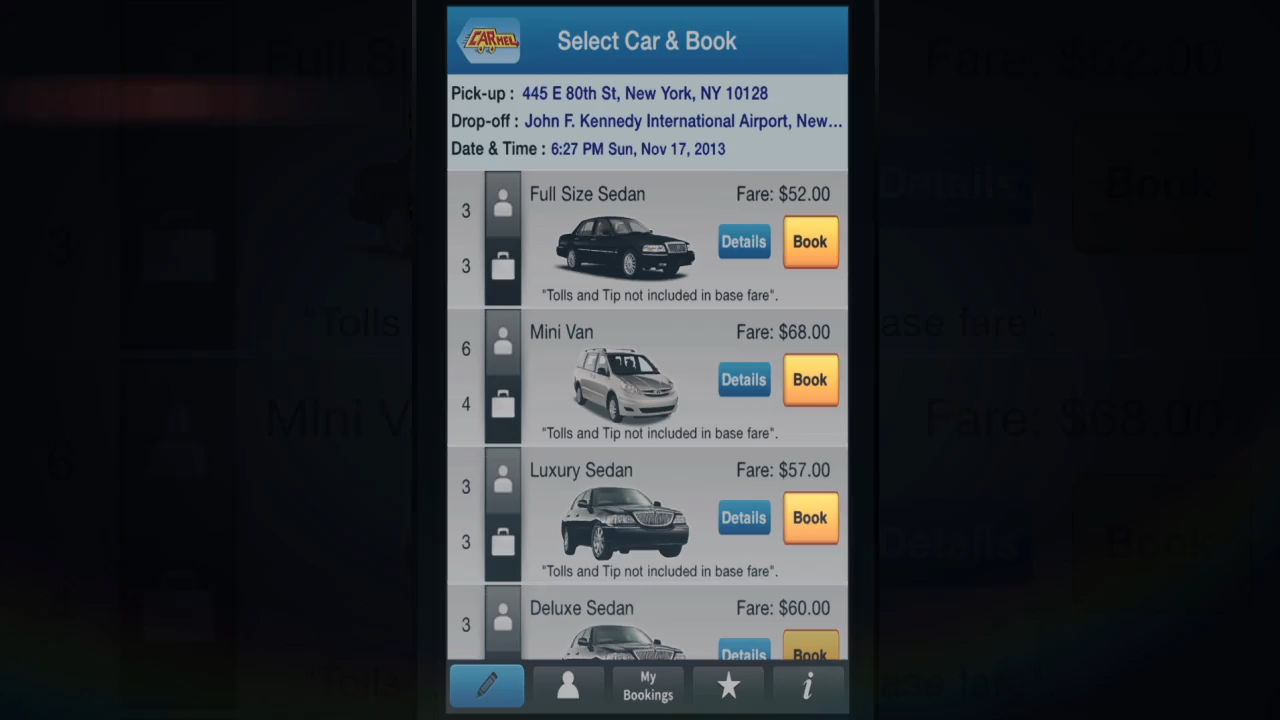 CARMEL
Select Car & Book
Pick-up : 445 E 80th St, New York, NY 10128
Drop-off : John F. Kennedy International Airport, New...
Date & Time : 6:27 PM Sun, Nov 17, 2013
3 Full Size Sedan Fare: $52.00
Details Book
3
"Tolls and Tip not included in base fare".
6 Mini Van Fare: $68.00
Details Book
4
"Tolls and Tip not included in base fare".
3 Luxury Sedan Fare: $57.00
Details Book
3
"Tolls and Tip not included in base fare".
3 Deluxe Sedan Fare: $60.00
Details Book
My
Bookings
i